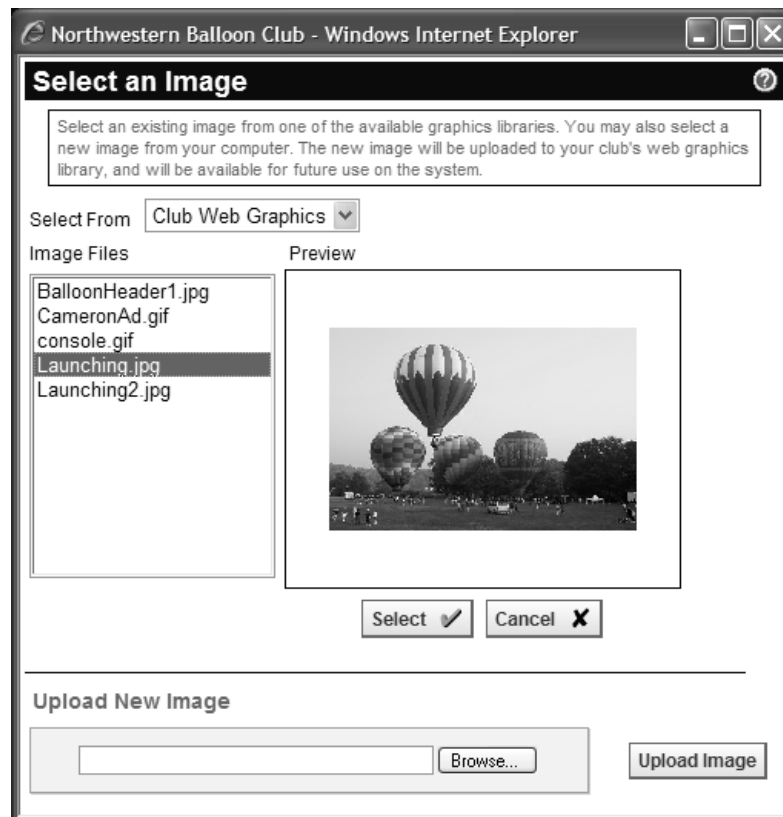 Northwestern Balloon Club - Windows Internet Explorer
Select an Image
?
Select an existing image from one of the available graphics libraries. You may also select a
new image from your computer. The new image will be uploaded to your club's web graphics
library, and will be available for future use on the system.
Select From Club Web Graphics
Image Files Preview
BalloonHeader1.jpg
CameronAd.gif
console.gif
Launching.jpg
Launching2.jpg
Select Cancel
Upload New Image
Browse... Upload Image